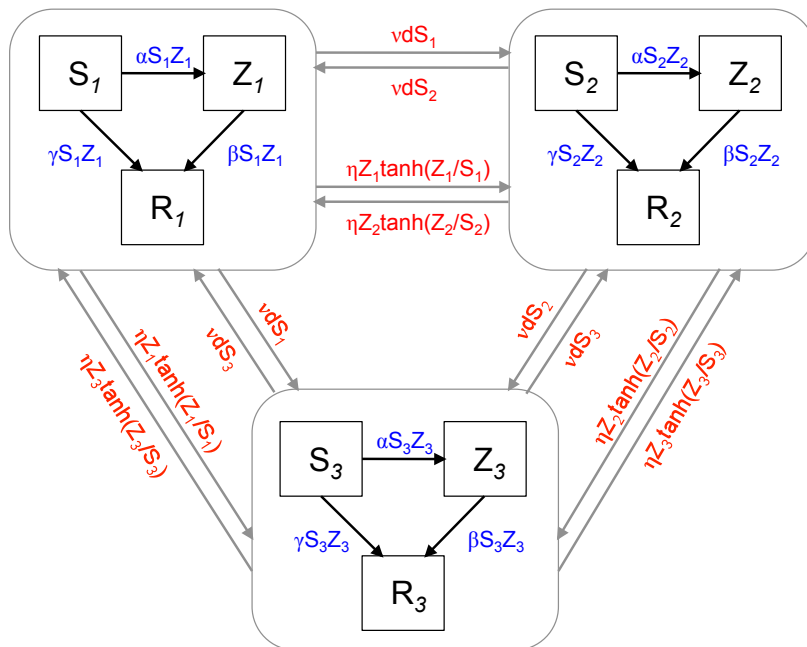 S₁
αS₁Z₁
Z₁
γS₁Z₁
βS₁Z₁
R₁
νdS₁
νdS₂
ηZ₁tanh(Z₁/S₁)
ηZ₂tanh(Z₂/S₂)
S₂
αS₂Z₂
Z₂
γS₂Z₂
βS₂Z₂
R₂
νdS₁
νdS₃
ηZ₁tanh(Z₁/S₁)
ηZ₃tanh(Z₃/S₃)
νdS₂
νdS₃
ηZ₂tanh(Z₂/S₂)
ηZ₃tanh(Z₃/S₃)
S₃
αS₃Z₃
Z₃
γS₃Z₃
βS₃Z₃
R₃